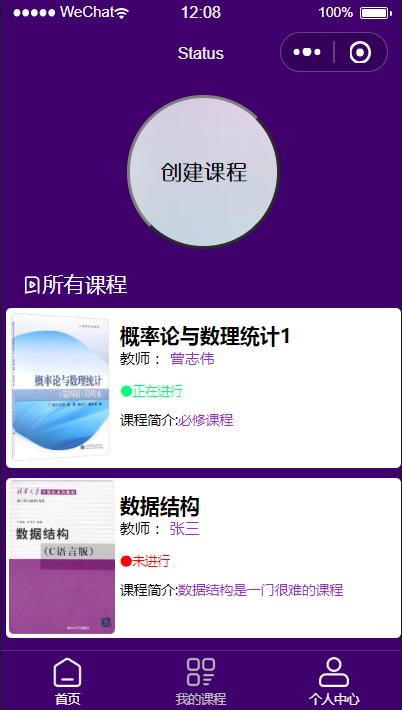 WeChat 12:08 100%
Status
创建课程
所有课程
概率论与数理统计
概率论与数理统计1
教师： 曾志伟
●正在进行
课程简介:必修课程
清华大学
数据结构
(C语言版)
数据结构
教师： 张三
●未进行
课程简介:数据结构是一门很难的课程
首页 我的课程 个人中心